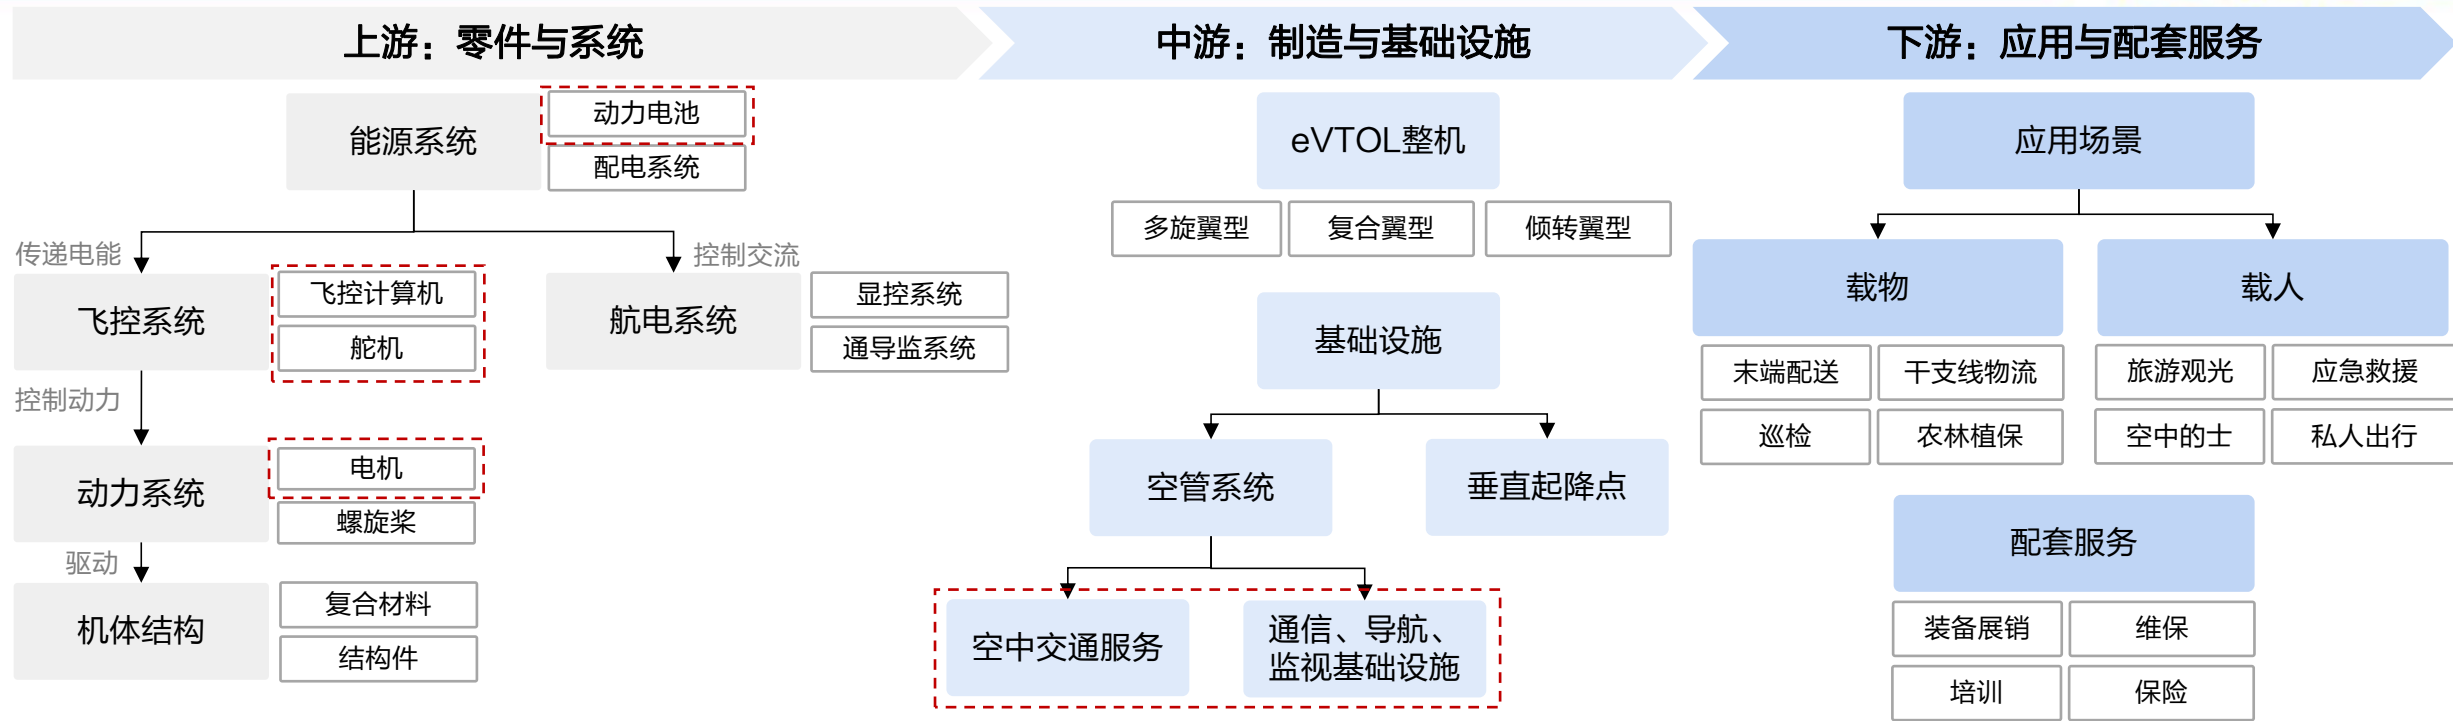 上游：零件与系统
中游：制造与基础设施
下游：应用与配套服务
能源系统
动力电池
配电系统
传递电能
控制交流
飞控系统
飞控计算机
舵机
航电系统
显控系统
通导监系统
控制动力
动力系统
电机
螺旋桨
驱动
机体结构
复合材料
结构件
eVTOL整机
多旋翼型
复合翼型
倾转翼型
基础设施
空管系统
垂直起降点
空中交通服务
通信、导航、
监视基础设施
应用场景
载物
载人
末端配送
干支线物流
巡检
农林植保
旅游观光
应急救援
空中的士
私人出行
配套服务
装备展销
维保
培训
保险